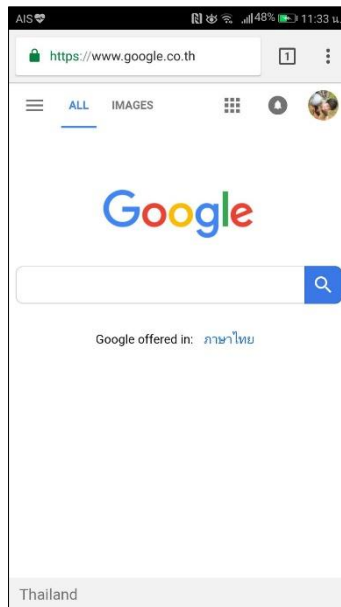 AIS 48% 11:33 น.
https://www.google.co.th 1
ALL IMAGES
Google
Google offered in: ภาษาไทย
Thailand